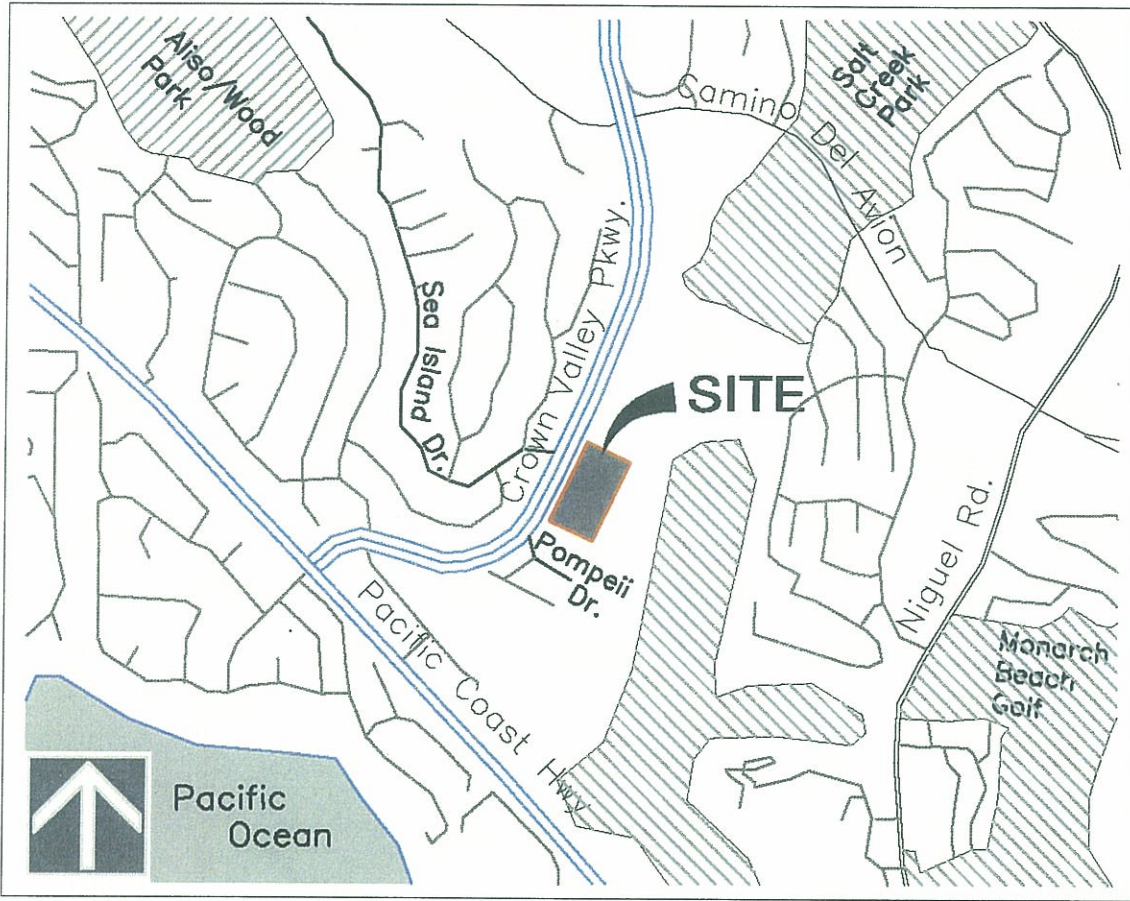 Aliso/Wood
Park
Salt
Creek
Park
Camino Del Avion
Crown Valley Pkwy.
Sea Island Dr.
SITE
Pompeii
Dr.
Niguel Rd.
Pacific Coast Hwy
Monarch
Beach
Golf
Pacific
Ocean